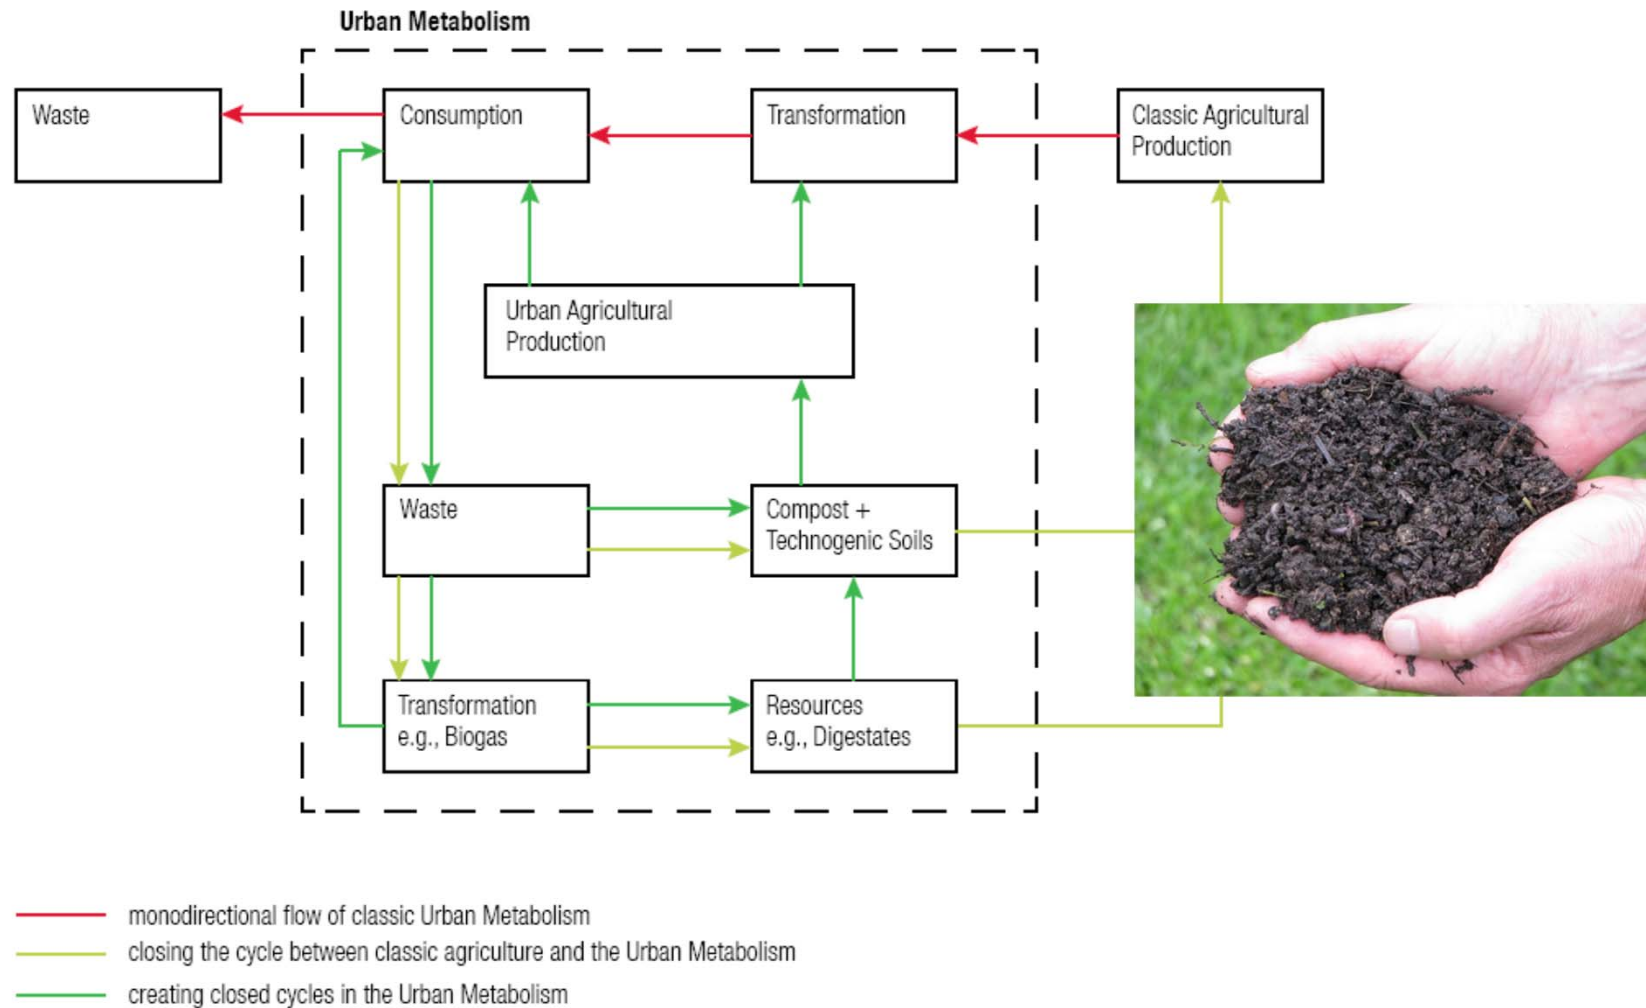 Urban Metabolism
Waste
Consumption
Transformation
Classic Agricultural
Production
Urban Agricultural
Production
Waste
Compost +
Technogenic Soils
Transformation
e.g., Biogas
Resources
e.g., Digestates
monodirectional flow of classic Urban Metabolism
closing the cycle between classic agriculture and the Urban Metabolism
creating closed cycles in the Urban Metabolism